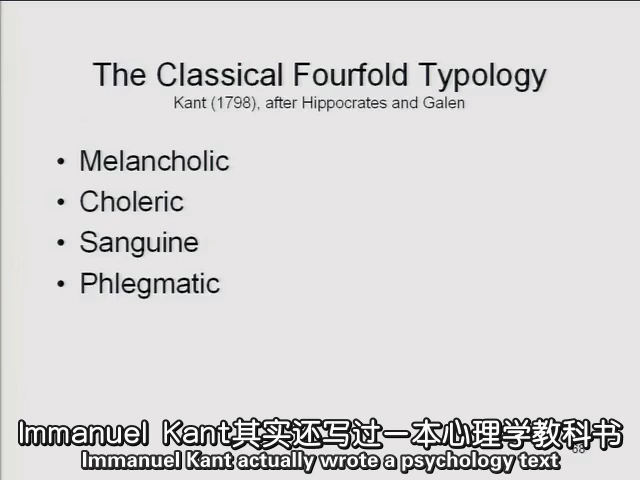 The Classical Fourfold Typology
Kant (1798), after Hippocrates and Galen
• Melancholic
• Choleric
• Sanguine
• Phlegmatic
Immanuel Kant其实还写过一本心理学教科书
68
Immanuel Kant actually wrote a psychology text